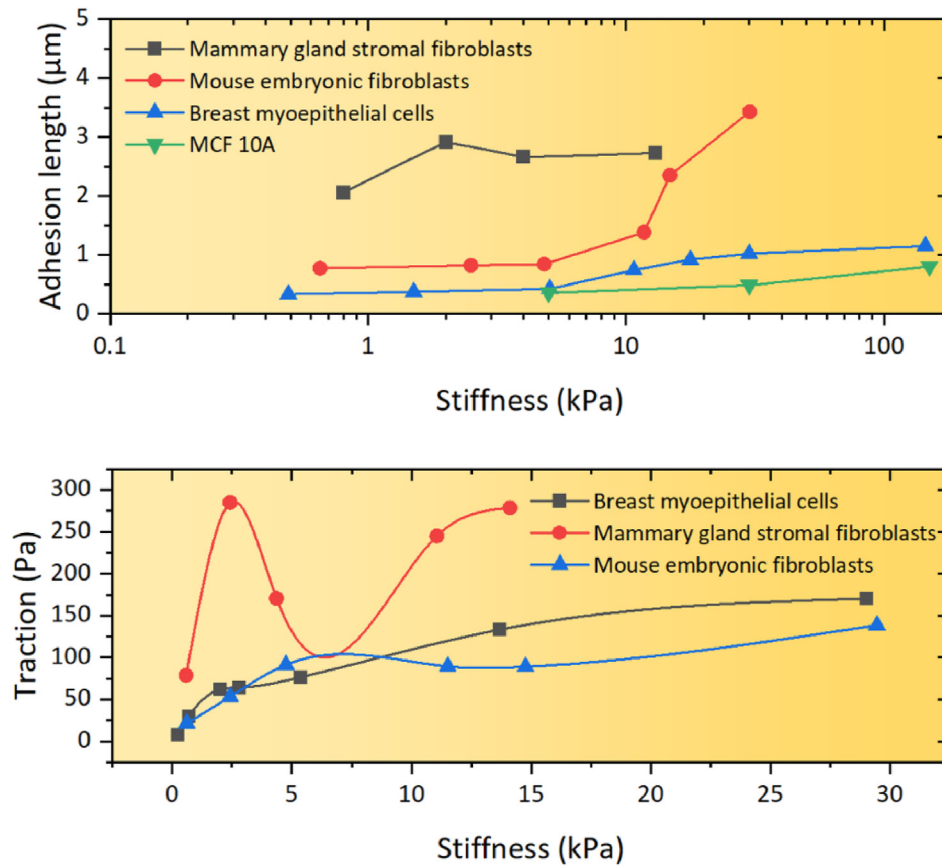 5
4
3
2
1
0
Adhesion length (µm)
Mammary gland stromal fibroblasts
Mouse embryonic fibroblasts
Breast myoepithelial cells
MCF 10A
0.1 1 10 100
Stiffness (kPa)
300
250
200
150
100
50
0
Traction (Pa)
Breast myoepithelial cells
Mammary gland stromal fibroblasts
Mouse embryonic fibroblasts
0 5 10 15 20 25 30
Stiffness (kPa)